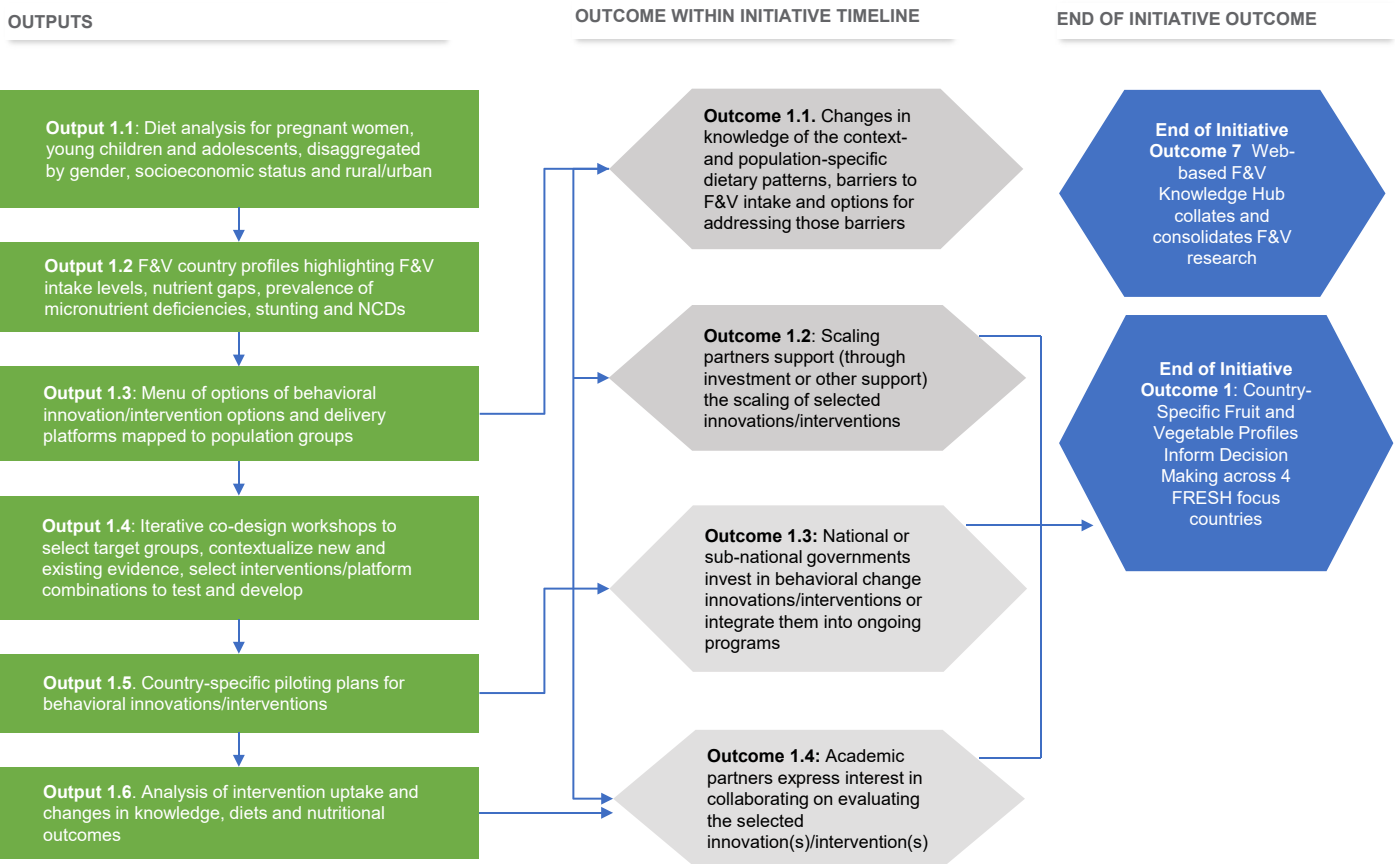 OUTPUTS
OUTCOME WITHIN INITIATIVE TIMELINE
END OF INITIATIVE OUTCOME
Output 1.1: Diet analysis for pregnant women,
young children and adolescents, disaggregated
by gender, socioeconomic status and rural/urban
Output 1.2 F&V country profiles highlighting F&V
intake levels, nutrient gaps, prevalence of
micronutrient deficiencies, stunting and NCDs
Output 1.3: Menu of options of behavioral
innovation/intervention options and delivery
platforms mapped to population groups
Output 1.4: Iterative co-design workshops to
select target groups, contextualize new and
existing evidence, select interventions/platform
combinations to test and develop
Output 1.5. Country-specific piloting plans for
behavioral innovations/interventions
Output 1.6. Analysis of intervention uptake and
changes in knowledge, diets and nutritional
outcomes
Outcome 1.1. Changes in
knowledge of the context-
and population-specific
dietary patterns, barriers to
F&V intake and options for
addressing those barriers
Outcome 1.2: Scaling
partners support (through
investment or other support)
the scaling of selected
innovations/interventions
Outcome 1.3: National or
sub-national governments
invest in behavioral change
innovations/interventions or
integrate them into ongoing
programs
Outcome 1.4: Academic
partners express interest in
collaborating on evaluating
the selected
innovation(s)/intervention(s)
End of Initiative
Outcome 7 Web-
based F&V
Knowledge Hub
collates and
consolidates F&V
research
End of Initiative
Outcome 1: Country-
Specific Fruit and
Vegetable Profiles
Inform Decision
Making across 4
FRESH focus
countries